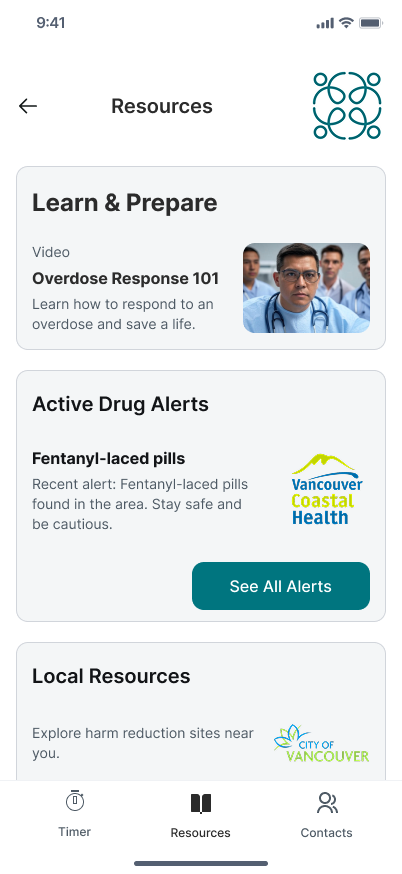 9:41
Resources
Learn & Prepare
Video
Overdose Response 101
Learn how to respond to an
overdose and save a life.
Active Drug Alerts
Fentanyl-laced pills
Recent alert: Fentanyl-laced pills
found in the area. Stay safe and
be cautious.
Vancouver
Coastal
Health
See All Alerts
Local Resources
Explore harm reduction sites near
you.
CITY OF
VANCOUVER
Timer
Resources
Contacts